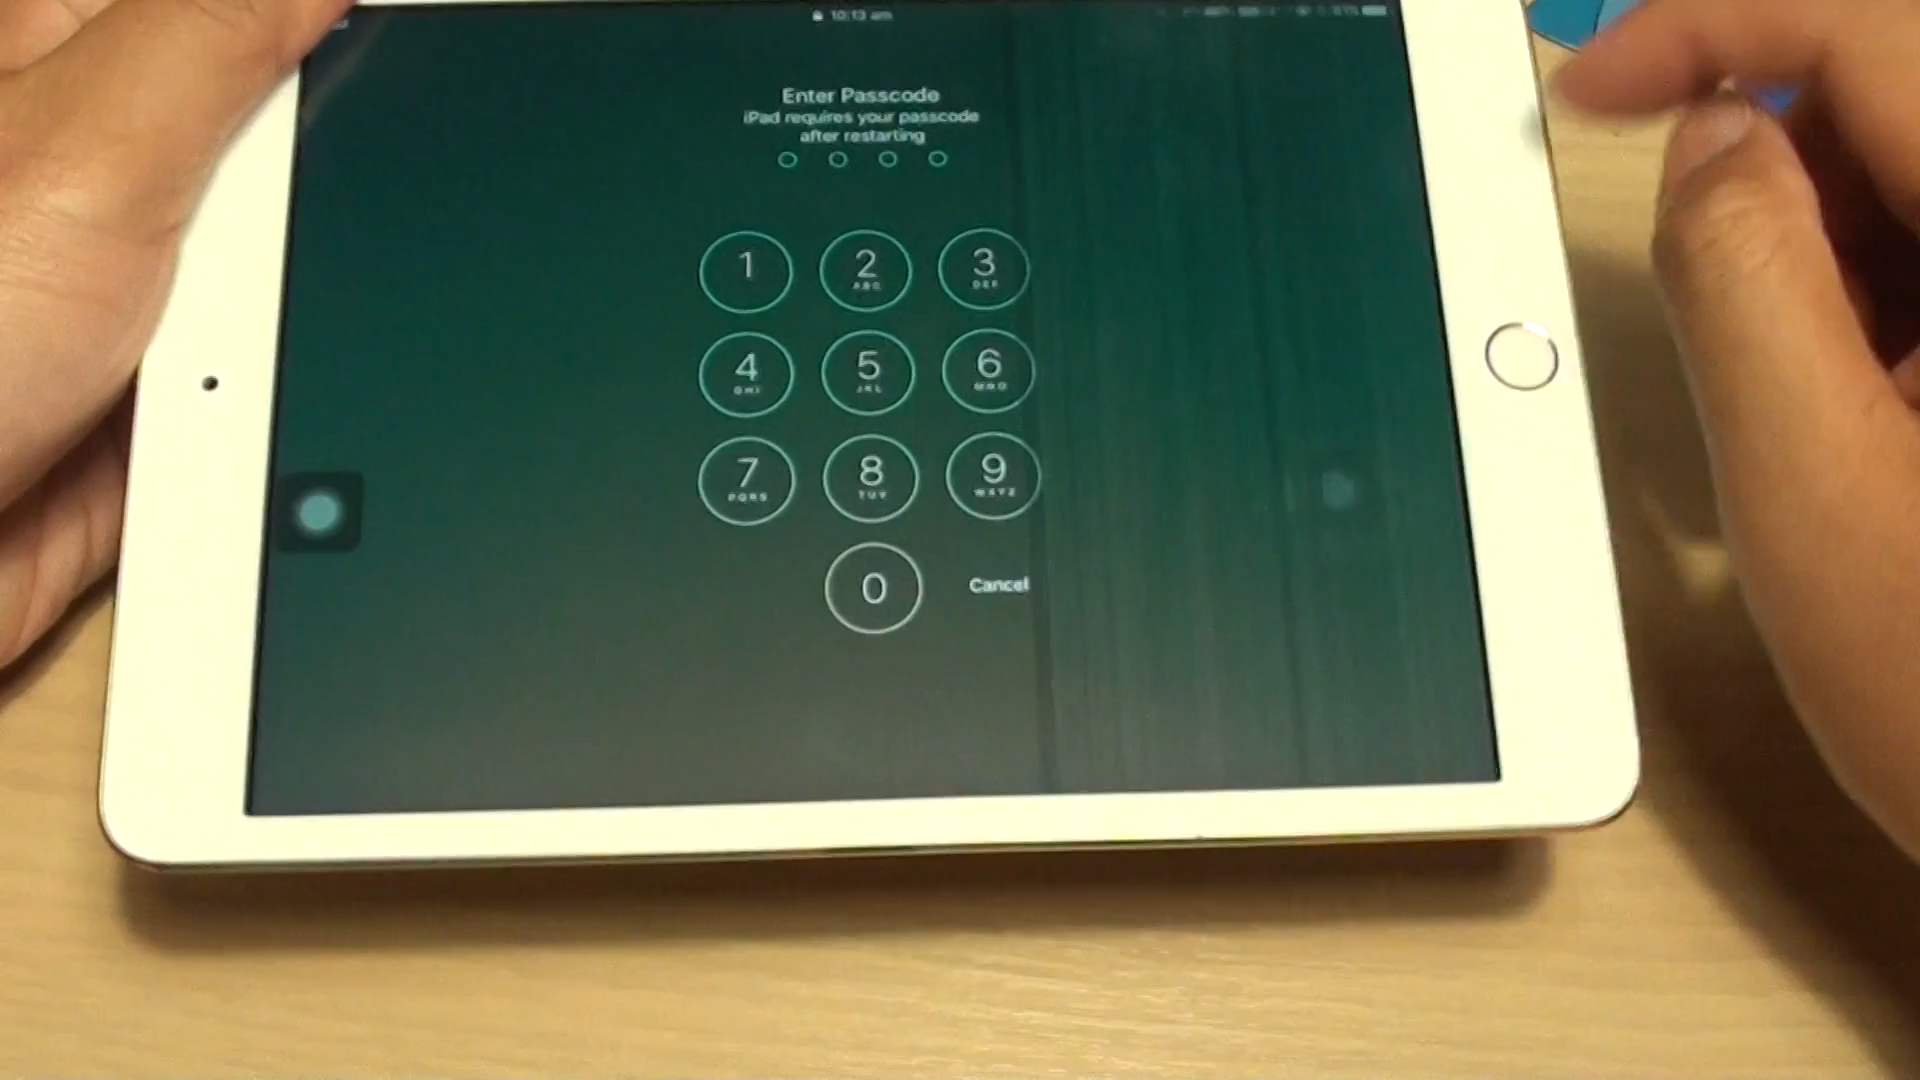 10:13 am
Enter Passcode
iPad requires your passcode
after restarting
1 2 3
ABC DEF
4 5 6
GHI JKL MNO
7 8 9
PQRS TUV WXYZ
0 Cancel